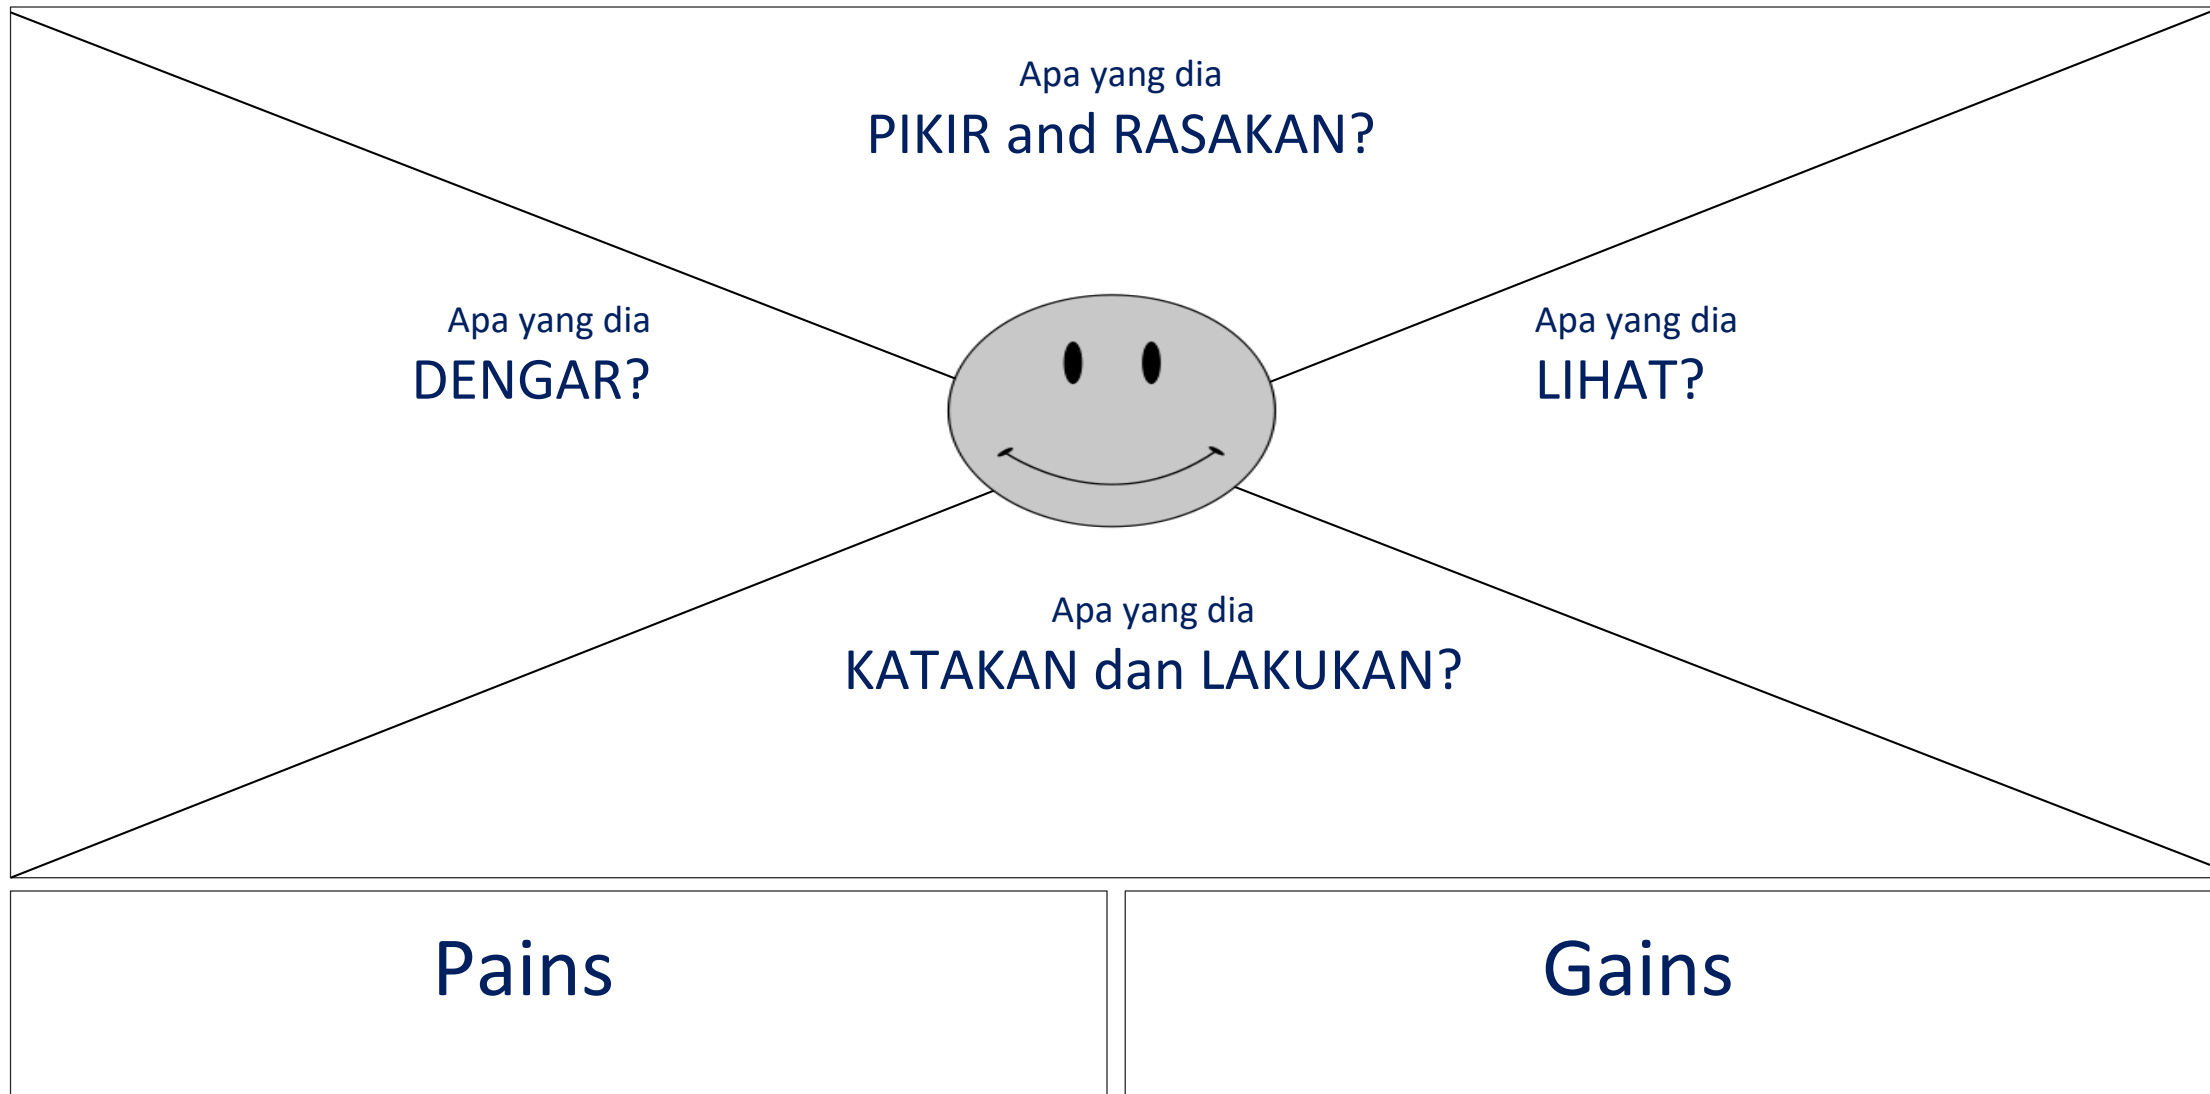 Apa yang dia
PIKIR and RASAKAN?
Apa yang dia
DENGAR?
Apa yang dia
LIHAT?
Apa yang dia
KATAKAN dan LAKUKAN?
Pains
Gains